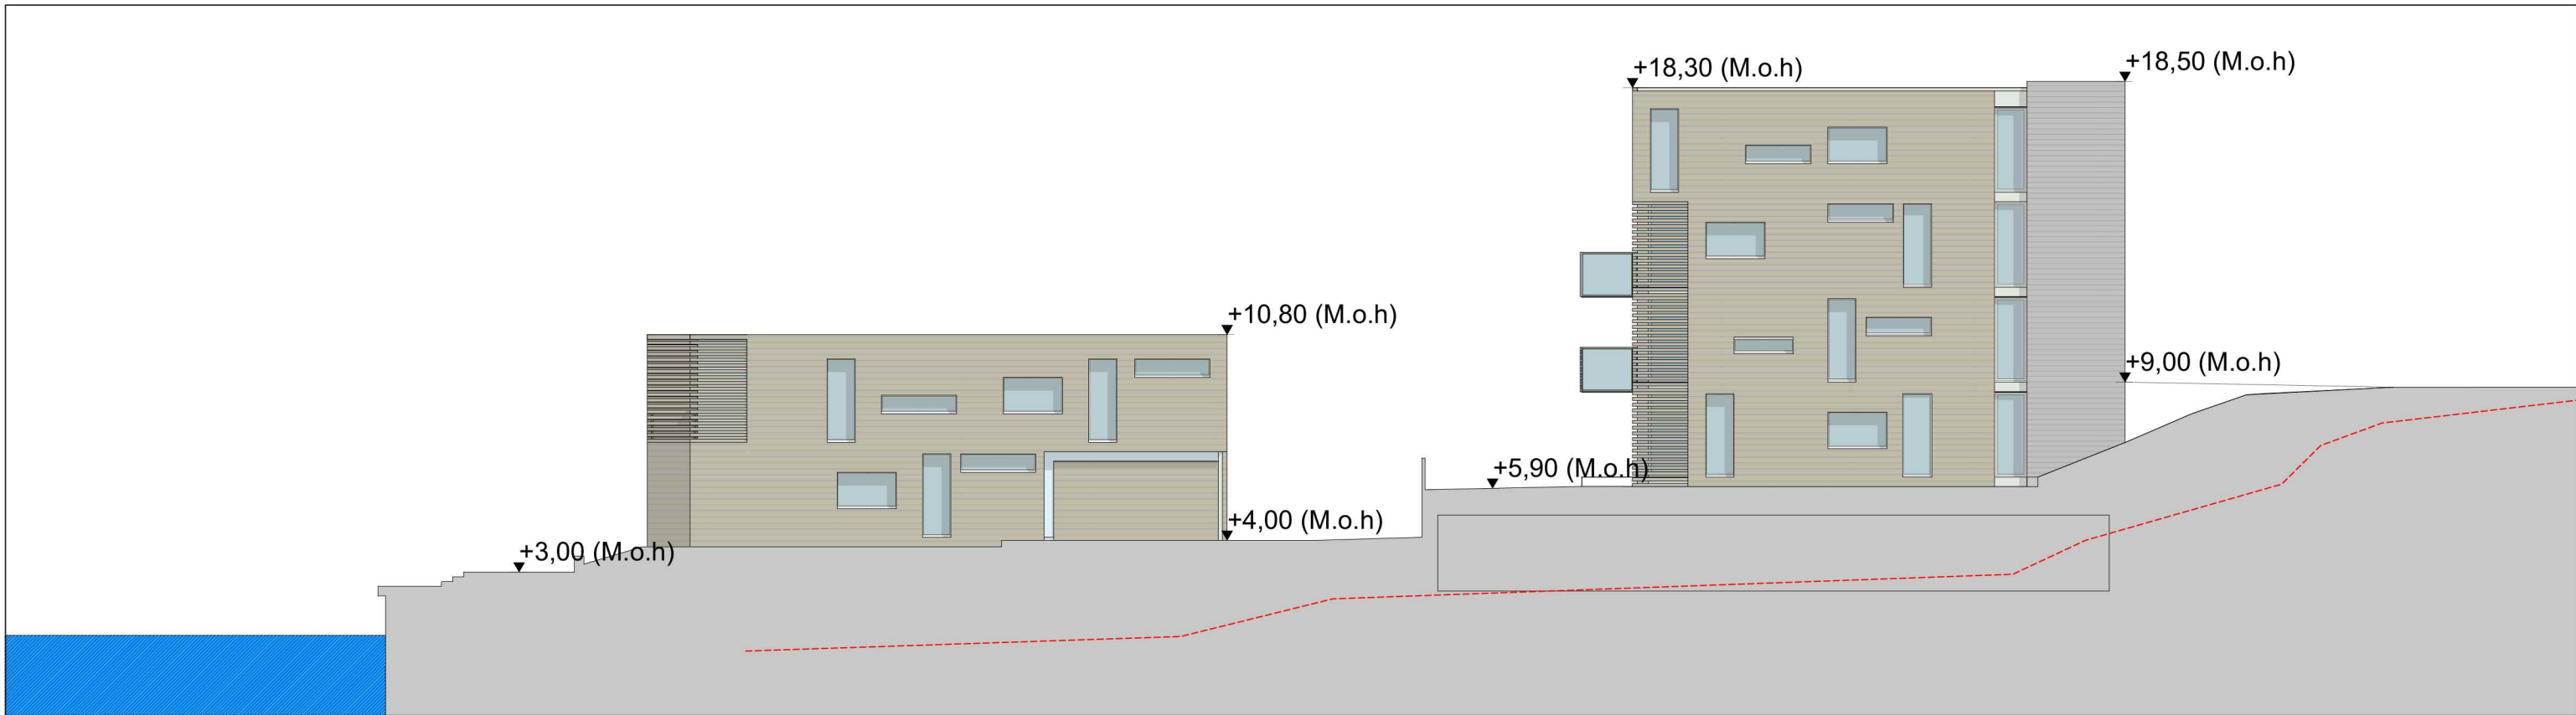 +18,30 (M.o.h)
+18,50 (M.o.h)
+10,80 (M.o.h)
+9,00 (M.o.h)
+5,90 (M.o.h)
+4,00 (M.o.h)
+3,00 (M.o.h)